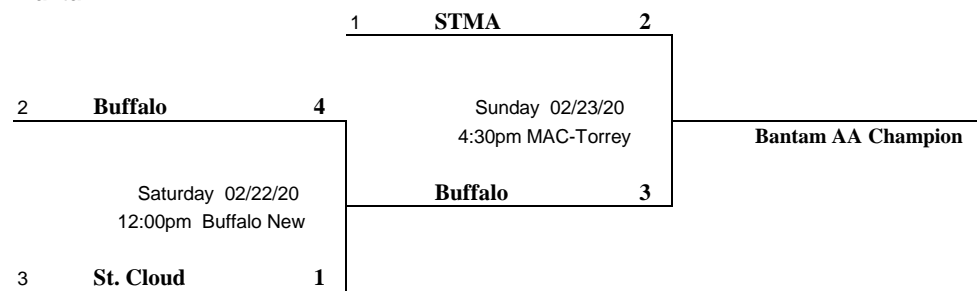 1 STMA 2
2 Buffalo 4
Sunday 02/23/20
4:30pm MAC-Torrey
Bantam AA Champion
Saturday 02/22/20
12:00pm Buffalo New
Buffalo 3
3 St. Cloud 1